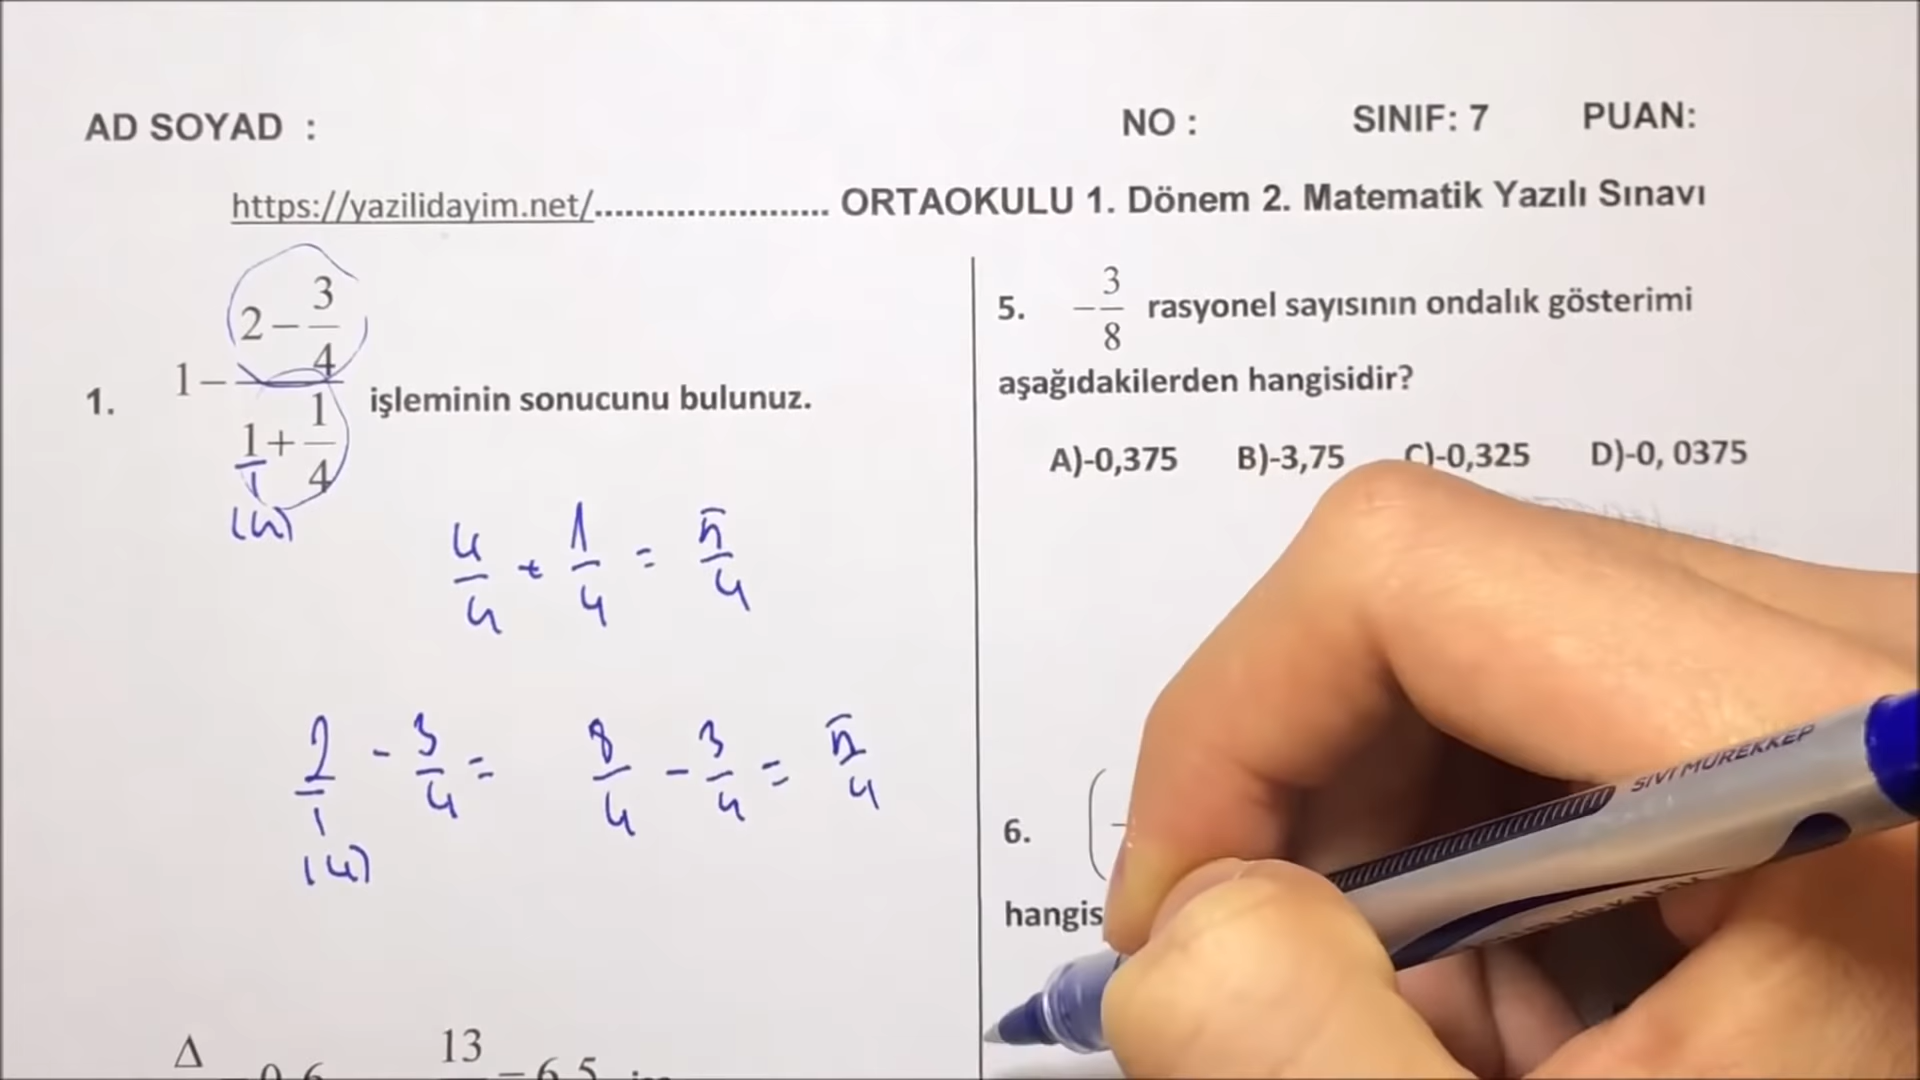 AD SOYAD :
NO : SINIF: 7 PUAN:
https://yazilidayim.net/....................... ORTAOKULU 1. Dönem 2. Matematik Yazılı Sınavı
1. 1 - (2 - 3/4)/(1 + 1/4) işleminin sonucunu bulunuz.
1
(4)
4/4 + 1/4 = 5/4
2/1 - 3/4 = 8/4 - 3/4 = 5/4
(4)
Δ
13
5. -3/8 rasyonel sayısının ondalık gösterimi
aşağıdakilerden hangisidir?
A)-0,375 B)-3,75 C)-0,325 D)-0, 0375
6. ( -
hangis
SIVI MÜREKKEP